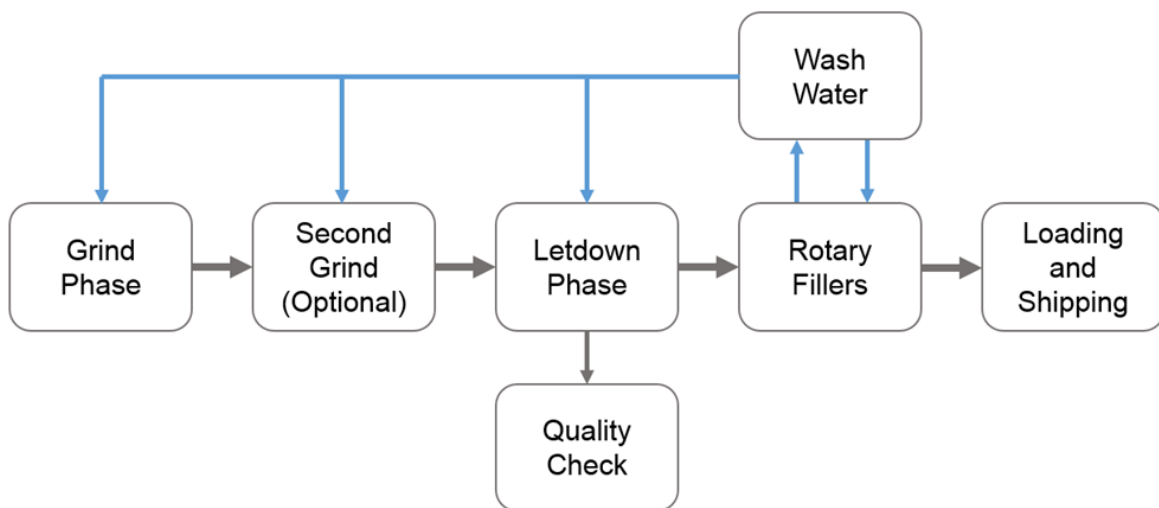 Wash
Water
Grind
Phase
Second
Grind
(Optional)
Letdown
Phase
Rotary
Fillers
Loading
and
Shipping
Quality
Check